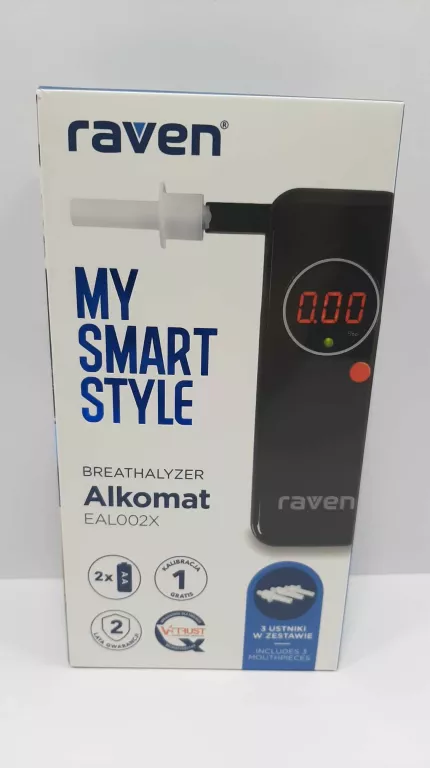 raven®
0.00
MY
SMART
STYLE
BREATHALYZER
Alkomat
EAL002X
raven
2x AA
KALIBRACJA
1
GRATIS
2
LATA GWARANCJI
V-TRUST
3 USTNIKI
W ZESTAWIE
INCLUDES 3
MOUTHPIECES